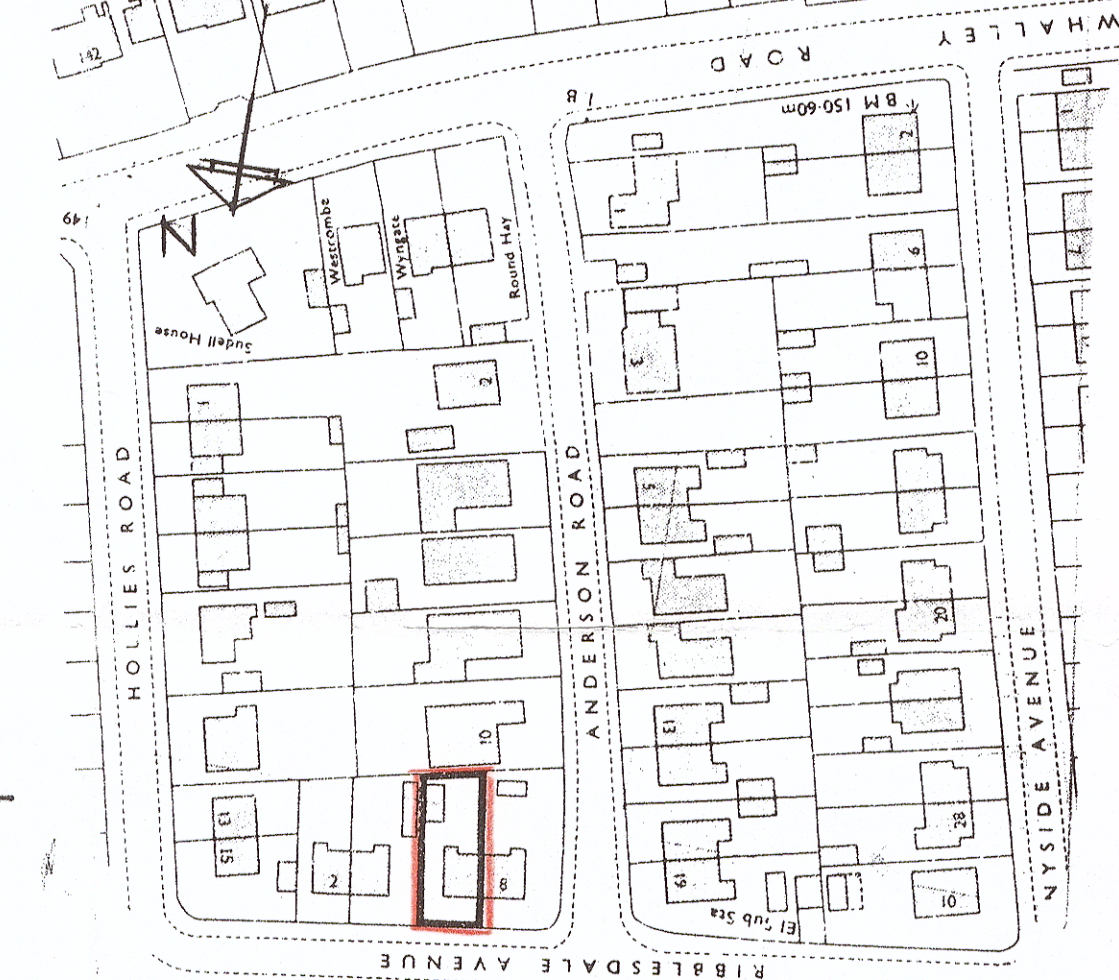 142
WHALLEY
ROAD
B
BM 150·60m
149
N
Sudell House
Westcombe
Wyngate
Round Hay
1
2
6
3
10
2
1
5
HOLLIES ROAD
ANDERSON ROAD
NYSIDE AVENUE
20
13
10
28
13
15
2
8
19
10
El Sub Sta
RIBBLESDALE AVENUE